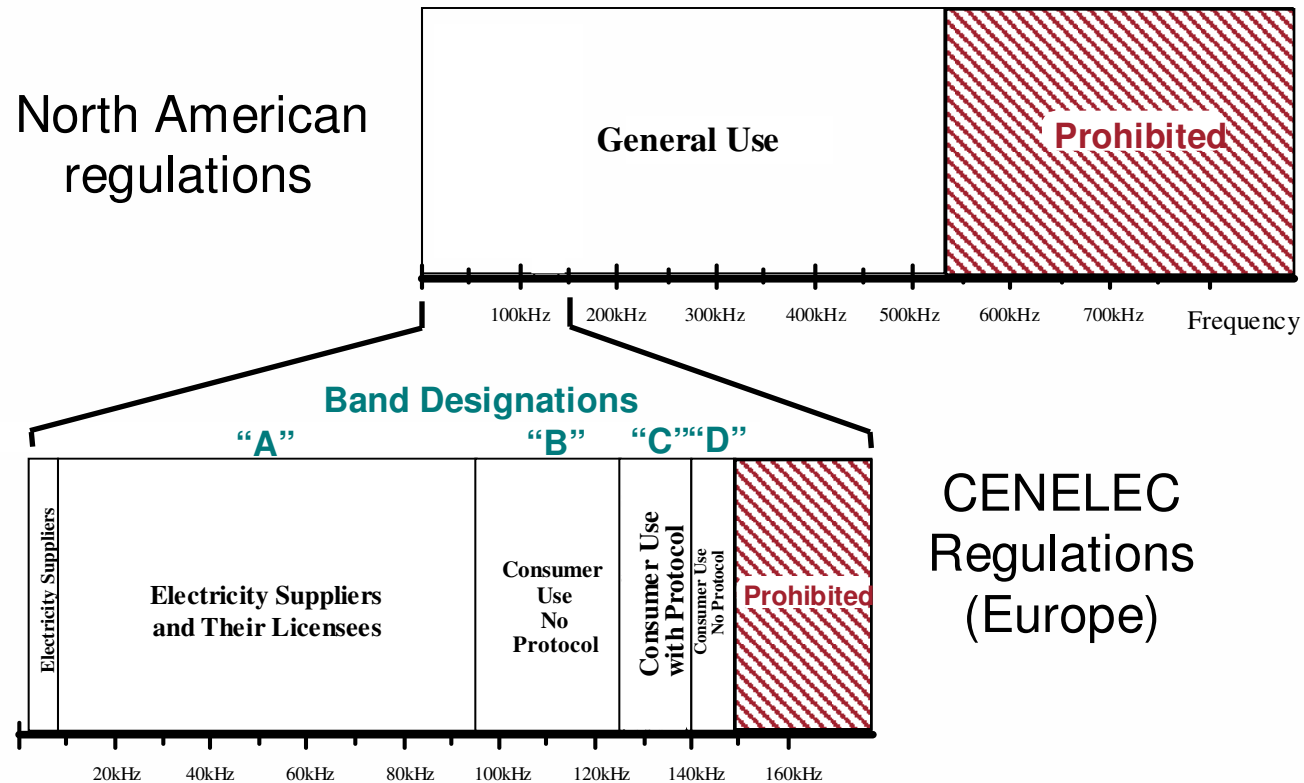 North American
regulations
General Use
Prohibited
100kHz 200kHz 300kHz 400kHz 500kHz 600kHz 700kHz Frequency
Band Designations
“A” “B” “C” “D”
Electricity Suppliers
Electricity Suppliers
and Their Licensees
Consumer
Use
No
Protocol
Consumer Use
with Protocol
Consumer Use
No Protocol
Prohibited
CENELEC
Regulations
(Europe)
20kHz 40kHz 60kHz 80kHz 100kHz 120kHz 140kHz 160kHz